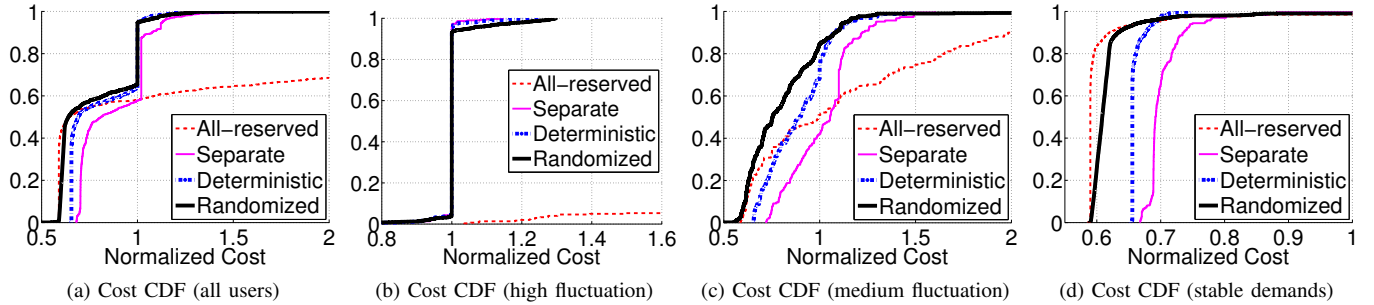 1
0.8
0.6
0.4
0.2
0
0.5 1 1.5 2
Normalized Cost
All-reserved
Separate
Deterministic
Randomized
(a) Cost CDF (all users)
1
0.8
0.6
0.4
0.2
0
0.8 1 1.2 1.4 1.6
Normalized Cost
All-reserved
Separate
Deterministic
Randomized
(b) Cost CDF (high fluctuation)
1
0.8
0.6
0.4
0.2
0
0.5 1 1.5 2
Normalized Cost
All-reserved
Separate
Deterministic
Randomized
(c) Cost CDF (medium fluctuation)
1
0.8
0.6
0.4
0.2
0
0.6 0.7 0.8 0.9 1
Normalized Cost
All-reserved
Separate
Deterministic
Randomized
(d) Cost CDF (stable demands)